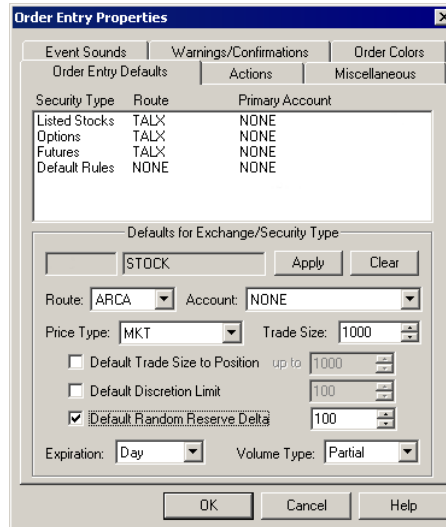 Order Entry Properties
Event Sounds Warnings/Confirmations Order Colors
Order Entry Defaults Actions Miscellaneous
Security Type Route Primary Account
Listed Stocks TALX NONE
Options TALX NONE
Futures TALX NONE
Default Rules NONE NONE
Defaults for Exchange/Security Type
STOCK Apply Clear
Route: ARCA Account: NONE
Price Type: MKT Trade Size: 1000
Default Trade Size to Position up to 1000
Default Discretion Limit 100
Default Random Reserve Delta 100
Expiration: Day Volume Type: Partial
OK Cancel Help